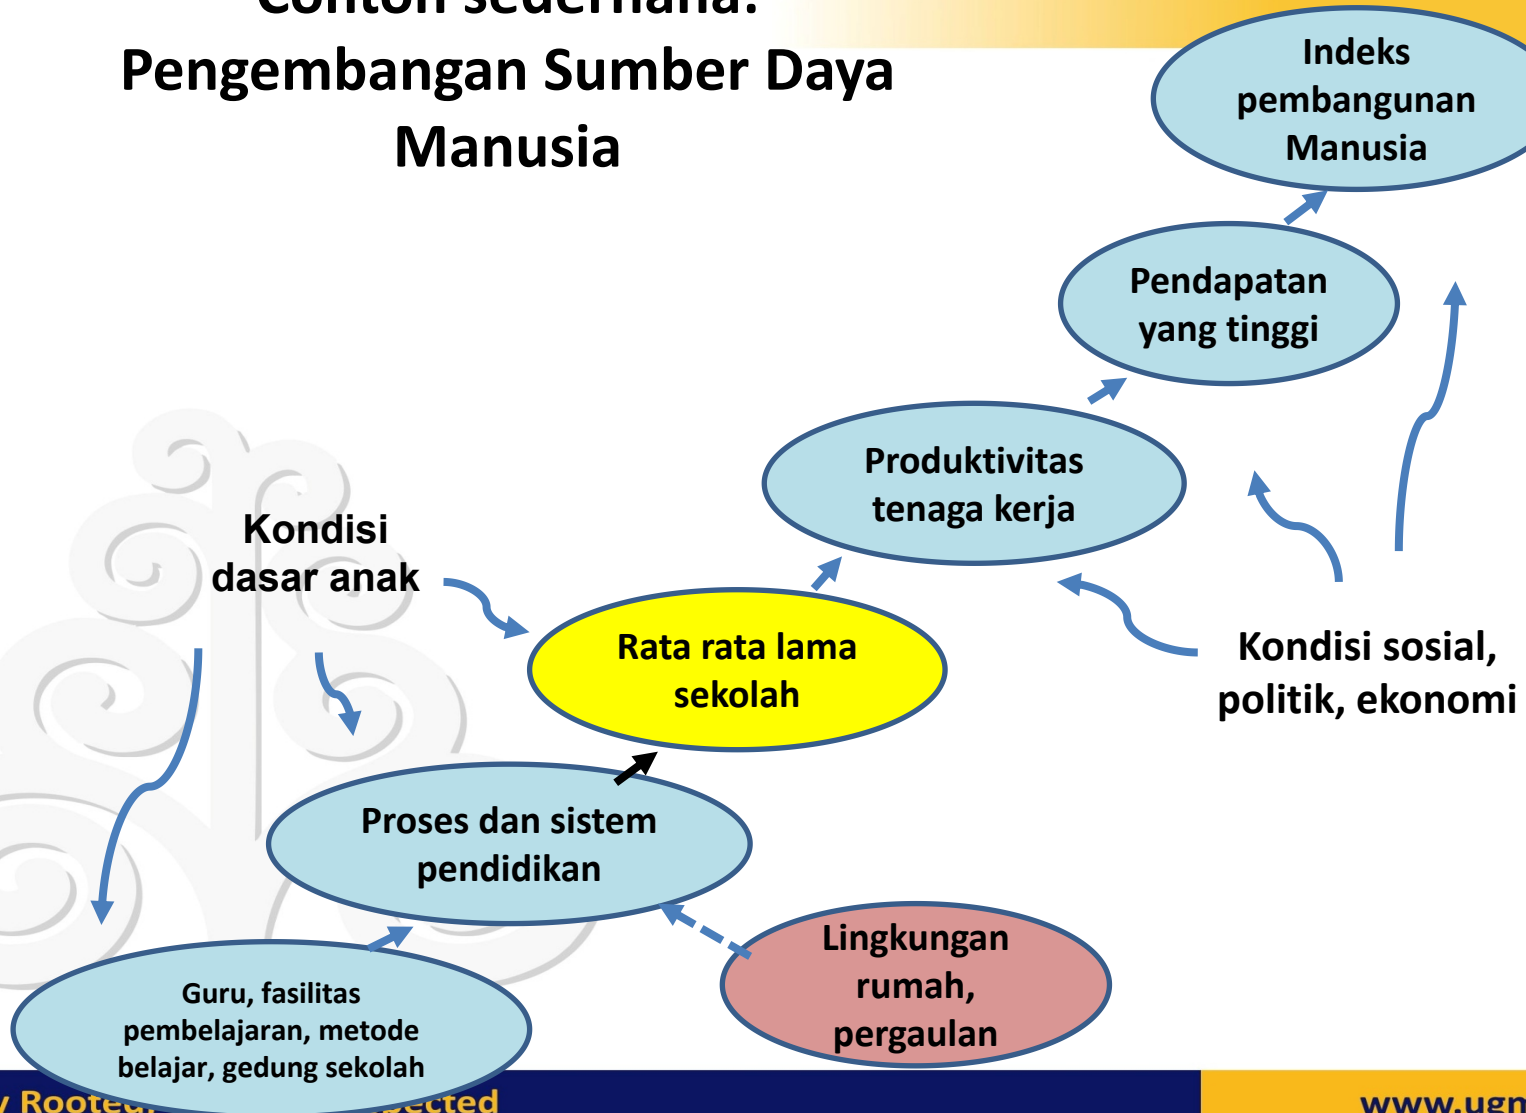 Contoh sederhana:
Pengembangan Sumber Daya
Manusia
Indeks
pembangunan
Manusia
Pendapatan
yang tinggi
Produktivitas
tenaga kerja
Kondisi
dasar anak
Rata rata lama
sekolah
Kondisi sosial,
politik, ekonomi
Proses dan sistem
pendidikan
Lingkungan
rumah,
pergaulan
Guru, fasilitas
pembelajaran, metode
belajar, gedung sekolah